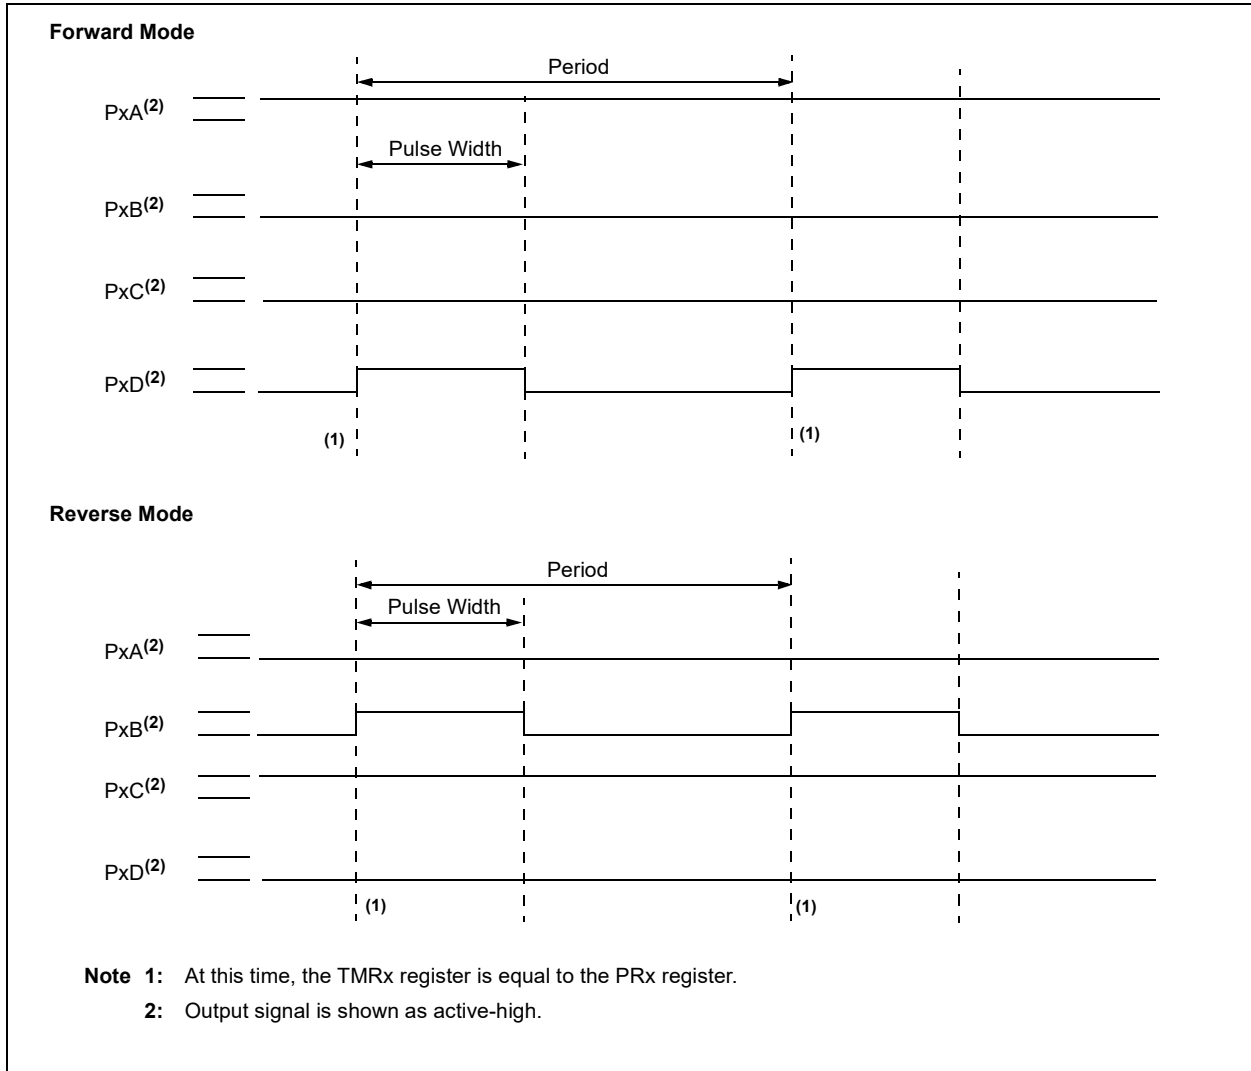 Forward Mode
Period
PxA(2)
Pulse Width
PxB(2)
PxC(2)
PxD(2)
(1)
(1)
Reverse Mode
Period
Pulse Width
PxA(2)
PxB(2)
PxC(2)
PxD(2)
(1)
(1)
Note 1: At this time, the TMRx register is equal to the PRx register.
2: Output signal is shown as active-high.